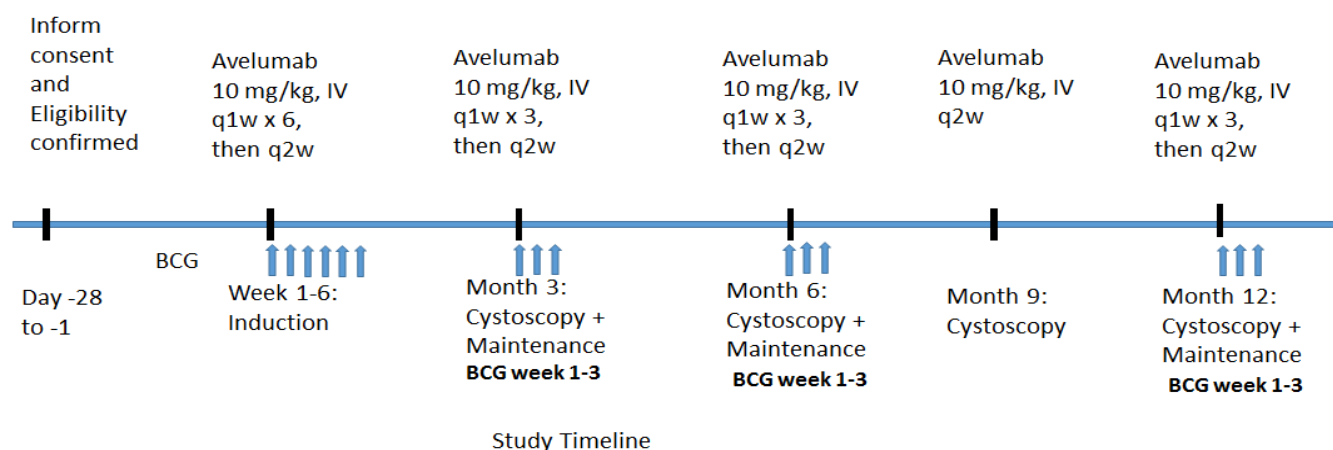 Inform
consent
and
Eligibility
confirmed
Avelumab
10 mg/kg, IV
q1w x 6,
then q2w
Avelumab
10 mg/kg, IV
q1w x 3,
then q2w
Avelumab
10 mg/kg, IV
q1w x 3,
then q2w
Avelumab
10 mg/kg, IV
q2w
Avelumab
10 mg/kg, IV
q1w x 3,
then q2w
Day -28
to -1
BCG
Week 1-6:
Induction
Month 3:
Cystoscopy +
Maintenance
BCG week 1-3
Month 6:
Cystoscopy +
Maintenance
BCG week 1-3
Month 9:
Cystoscopy
Month 12:
Cystoscopy +
Maintenance
BCG week 1-3
Study Timeline